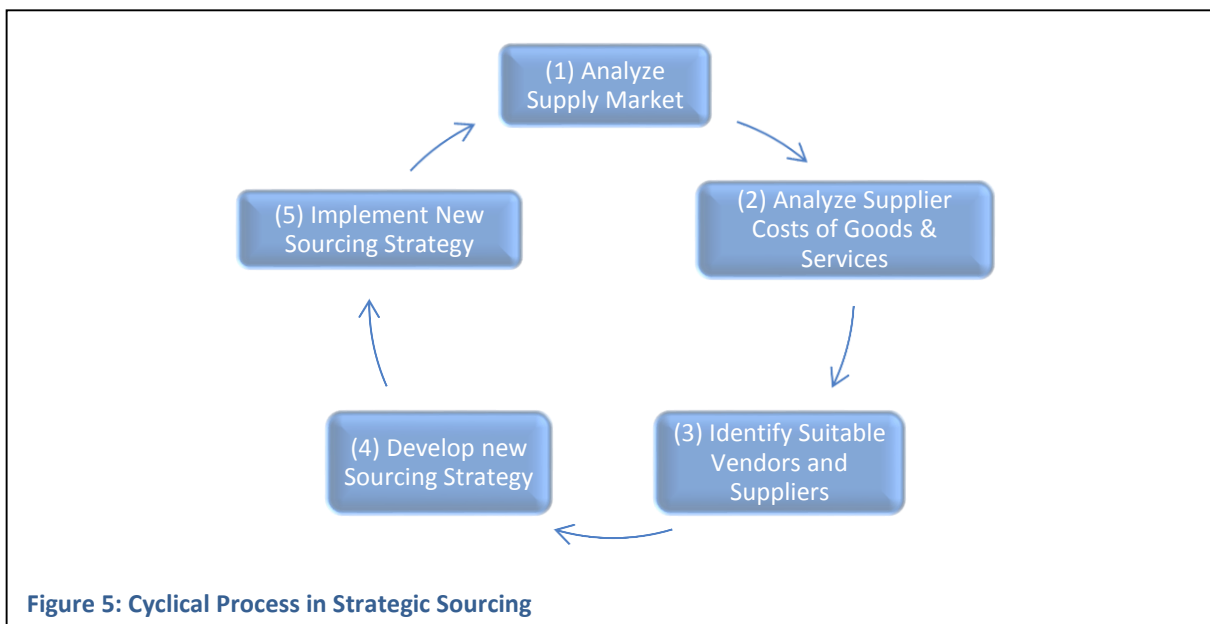 (1) Analyze
Supply Market
(2) Analyze Supplier
Costs of Goods &
Services
(3) Identify Suitable
Vendors and
Suppliers
(4) Develop new
Sourcing Strategy
(5) Implement New
Sourcing Strategy
Figure 5: Cyclical Process in Strategic Sourcing